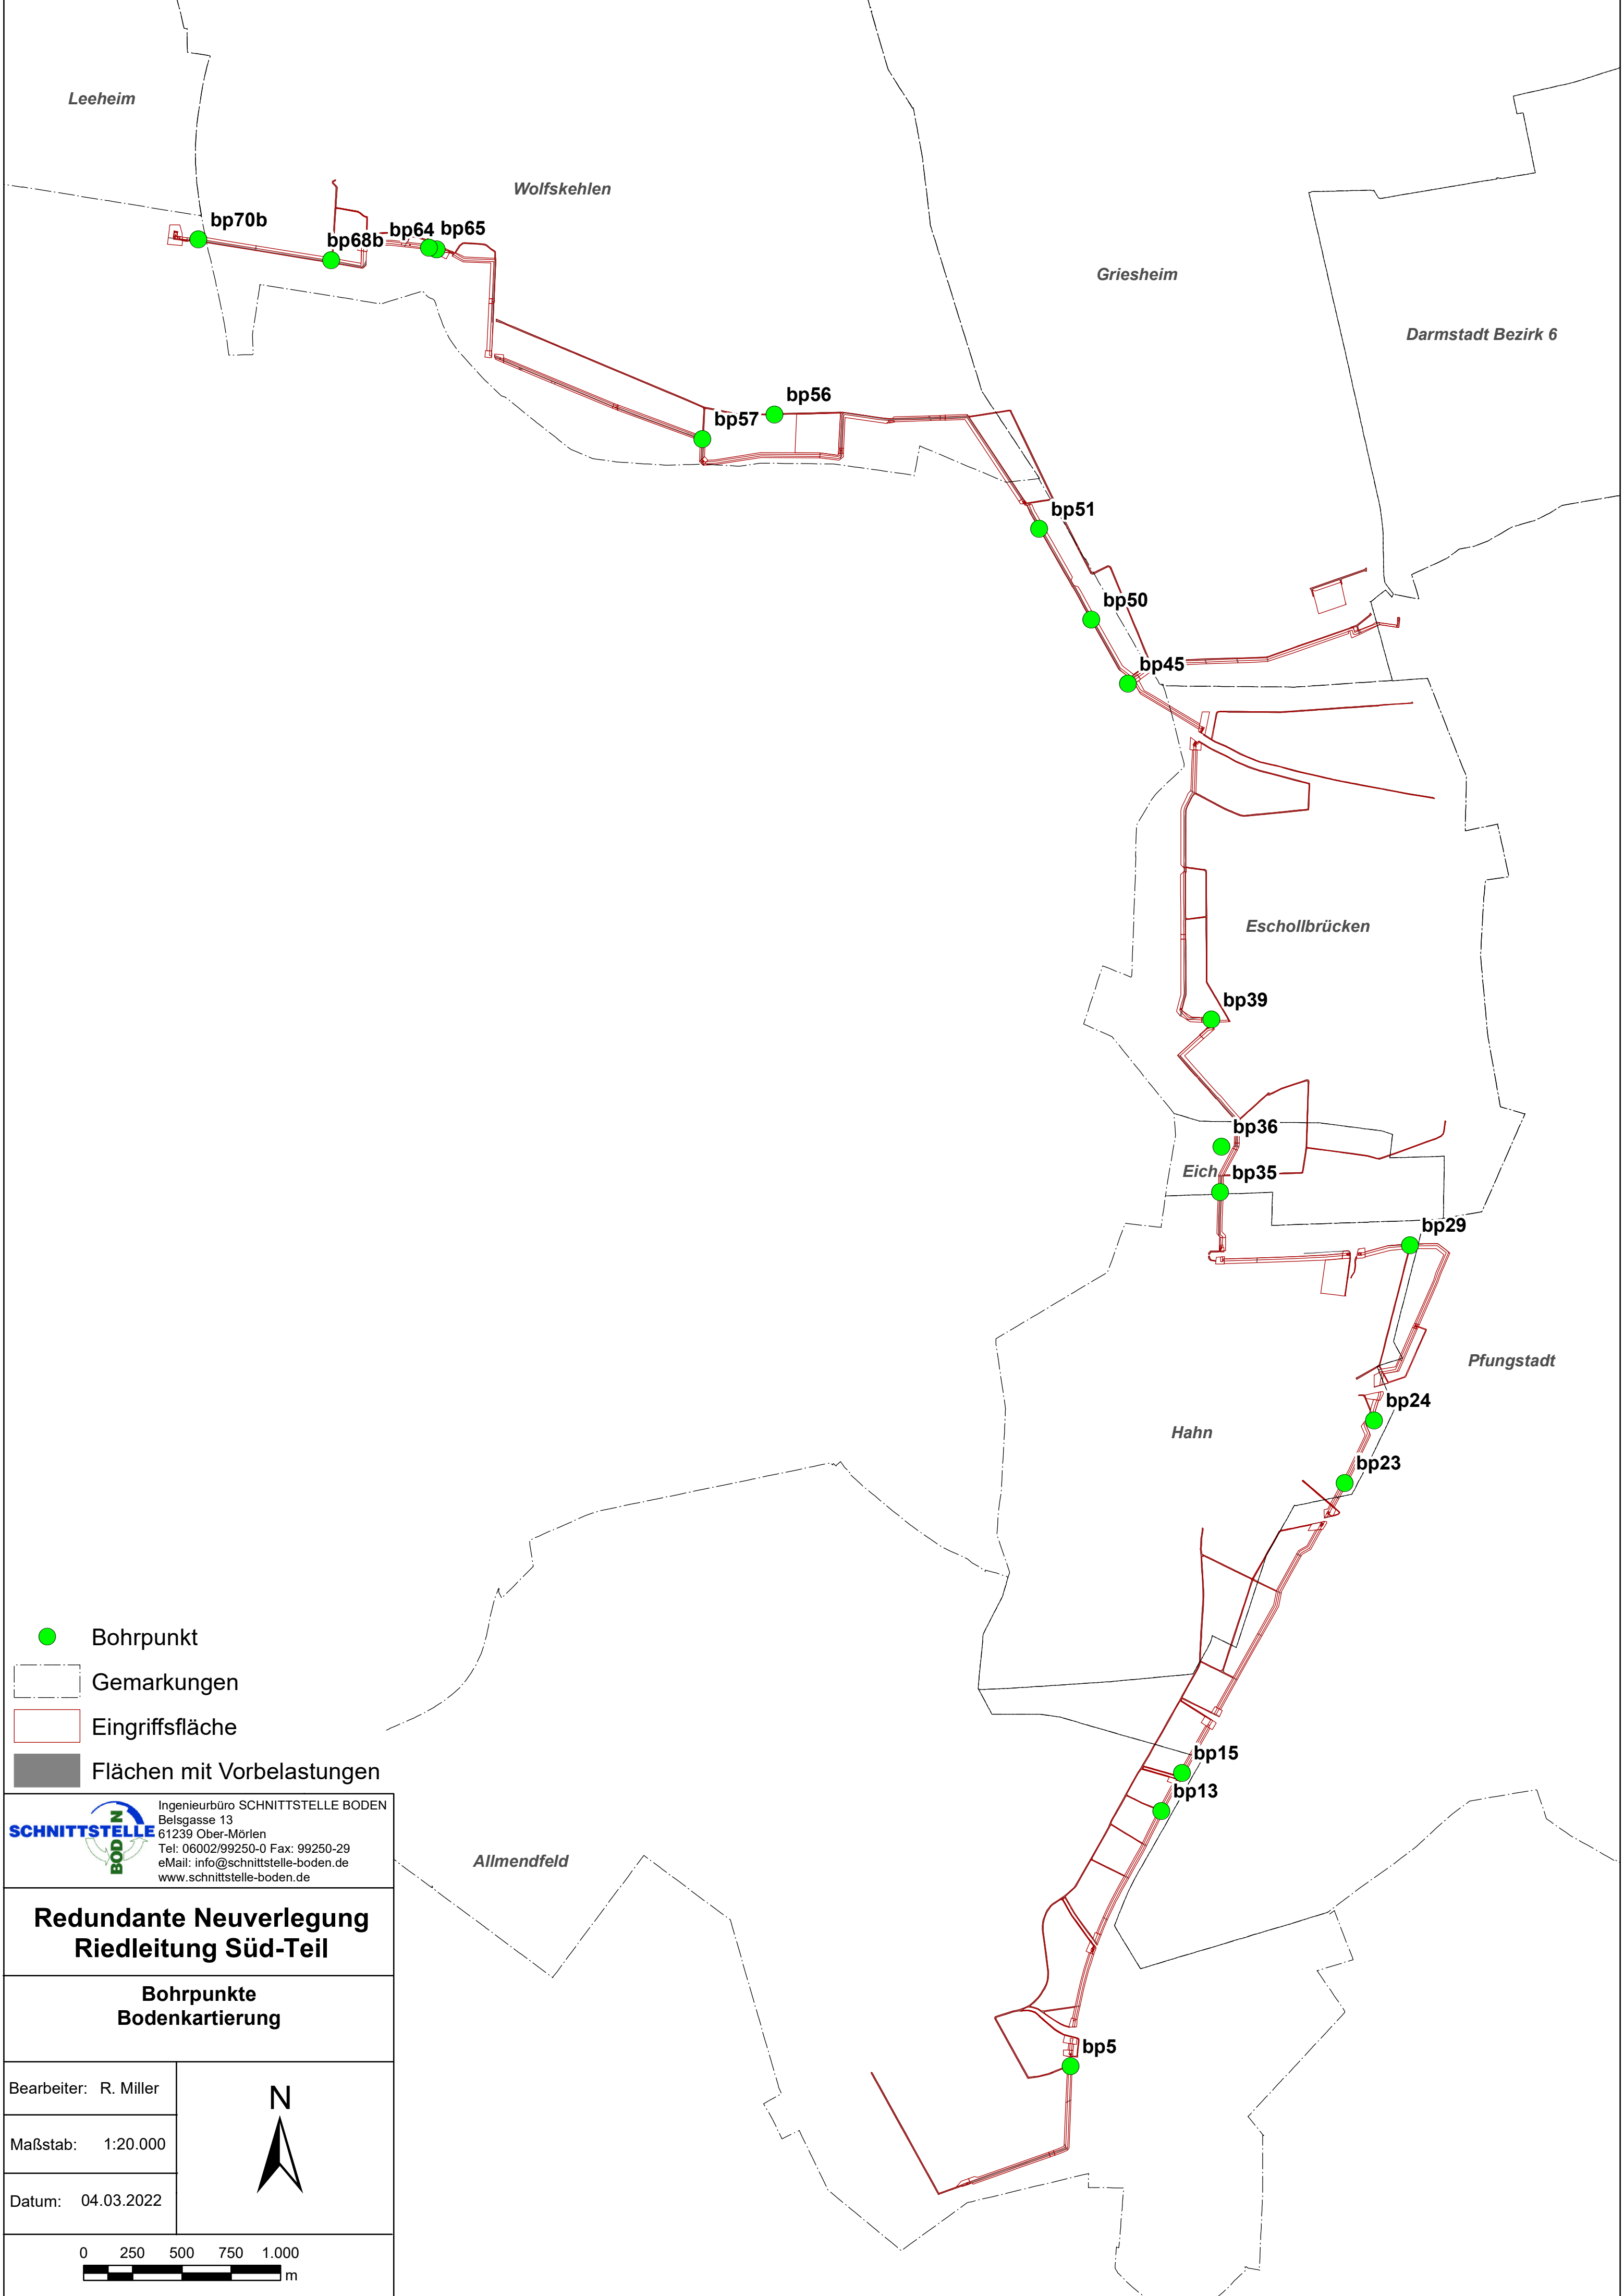 Leeheim
Wolfskehlen
bp70b
bp68b
bp64
bp65
Griesheim
Darmstadt Bezirk 6
bp56
bp57
bp51
bp50
bp45
Eschollbrücken
bp39
bp36
Eich
bp35
bp29
Pfungstadt
bp24
Hahn
bp23
bp15
bp13
Allmendfeld
bp5
Bohrpunkt
Gemarkungen
Eingriffsfläche
Flächen mit Vorbelastungen
SCHNITTSTELLE
BODEN
Ingenieurbüro SCHNITTSTELLE BODEN
Belsgasse 13
61239 Ober-Mörlen
Tel: 06002/99250-0 Fax: 99250-29
eMail: info@schnittstelle-boden.de
www.schnittstelle-boden.de
Redundante Neuverlegung
Riedleitung Süd-Teil
Bohrpunkte
Bodenkartierung
Bearbeiter: R. Miller
Maßstab: 1:20.000
Datum: 04.03.2022
N
0 250 500 750 1.000
m